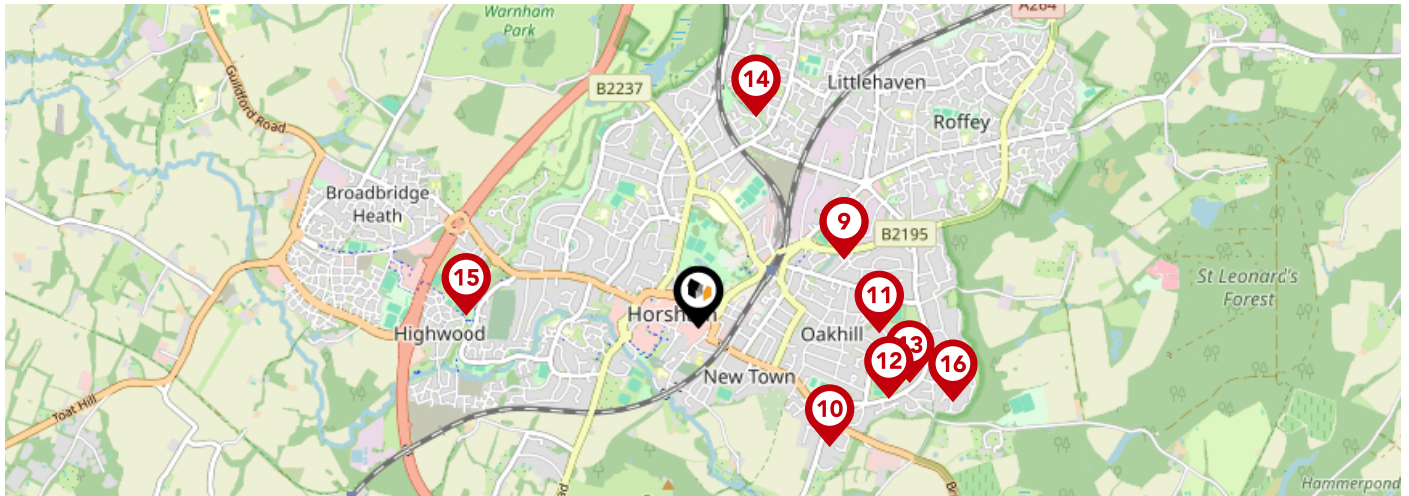 Warnham
Park
A264
14
Littlehaven
B2237
Guildford Road
Roffey
Broadbridge
Heath
9
B2195
15
11
St Leonard's
Forest
Highwood
Oakhill
13
12
16
New Town
10
Toat Hill
Hammerpond